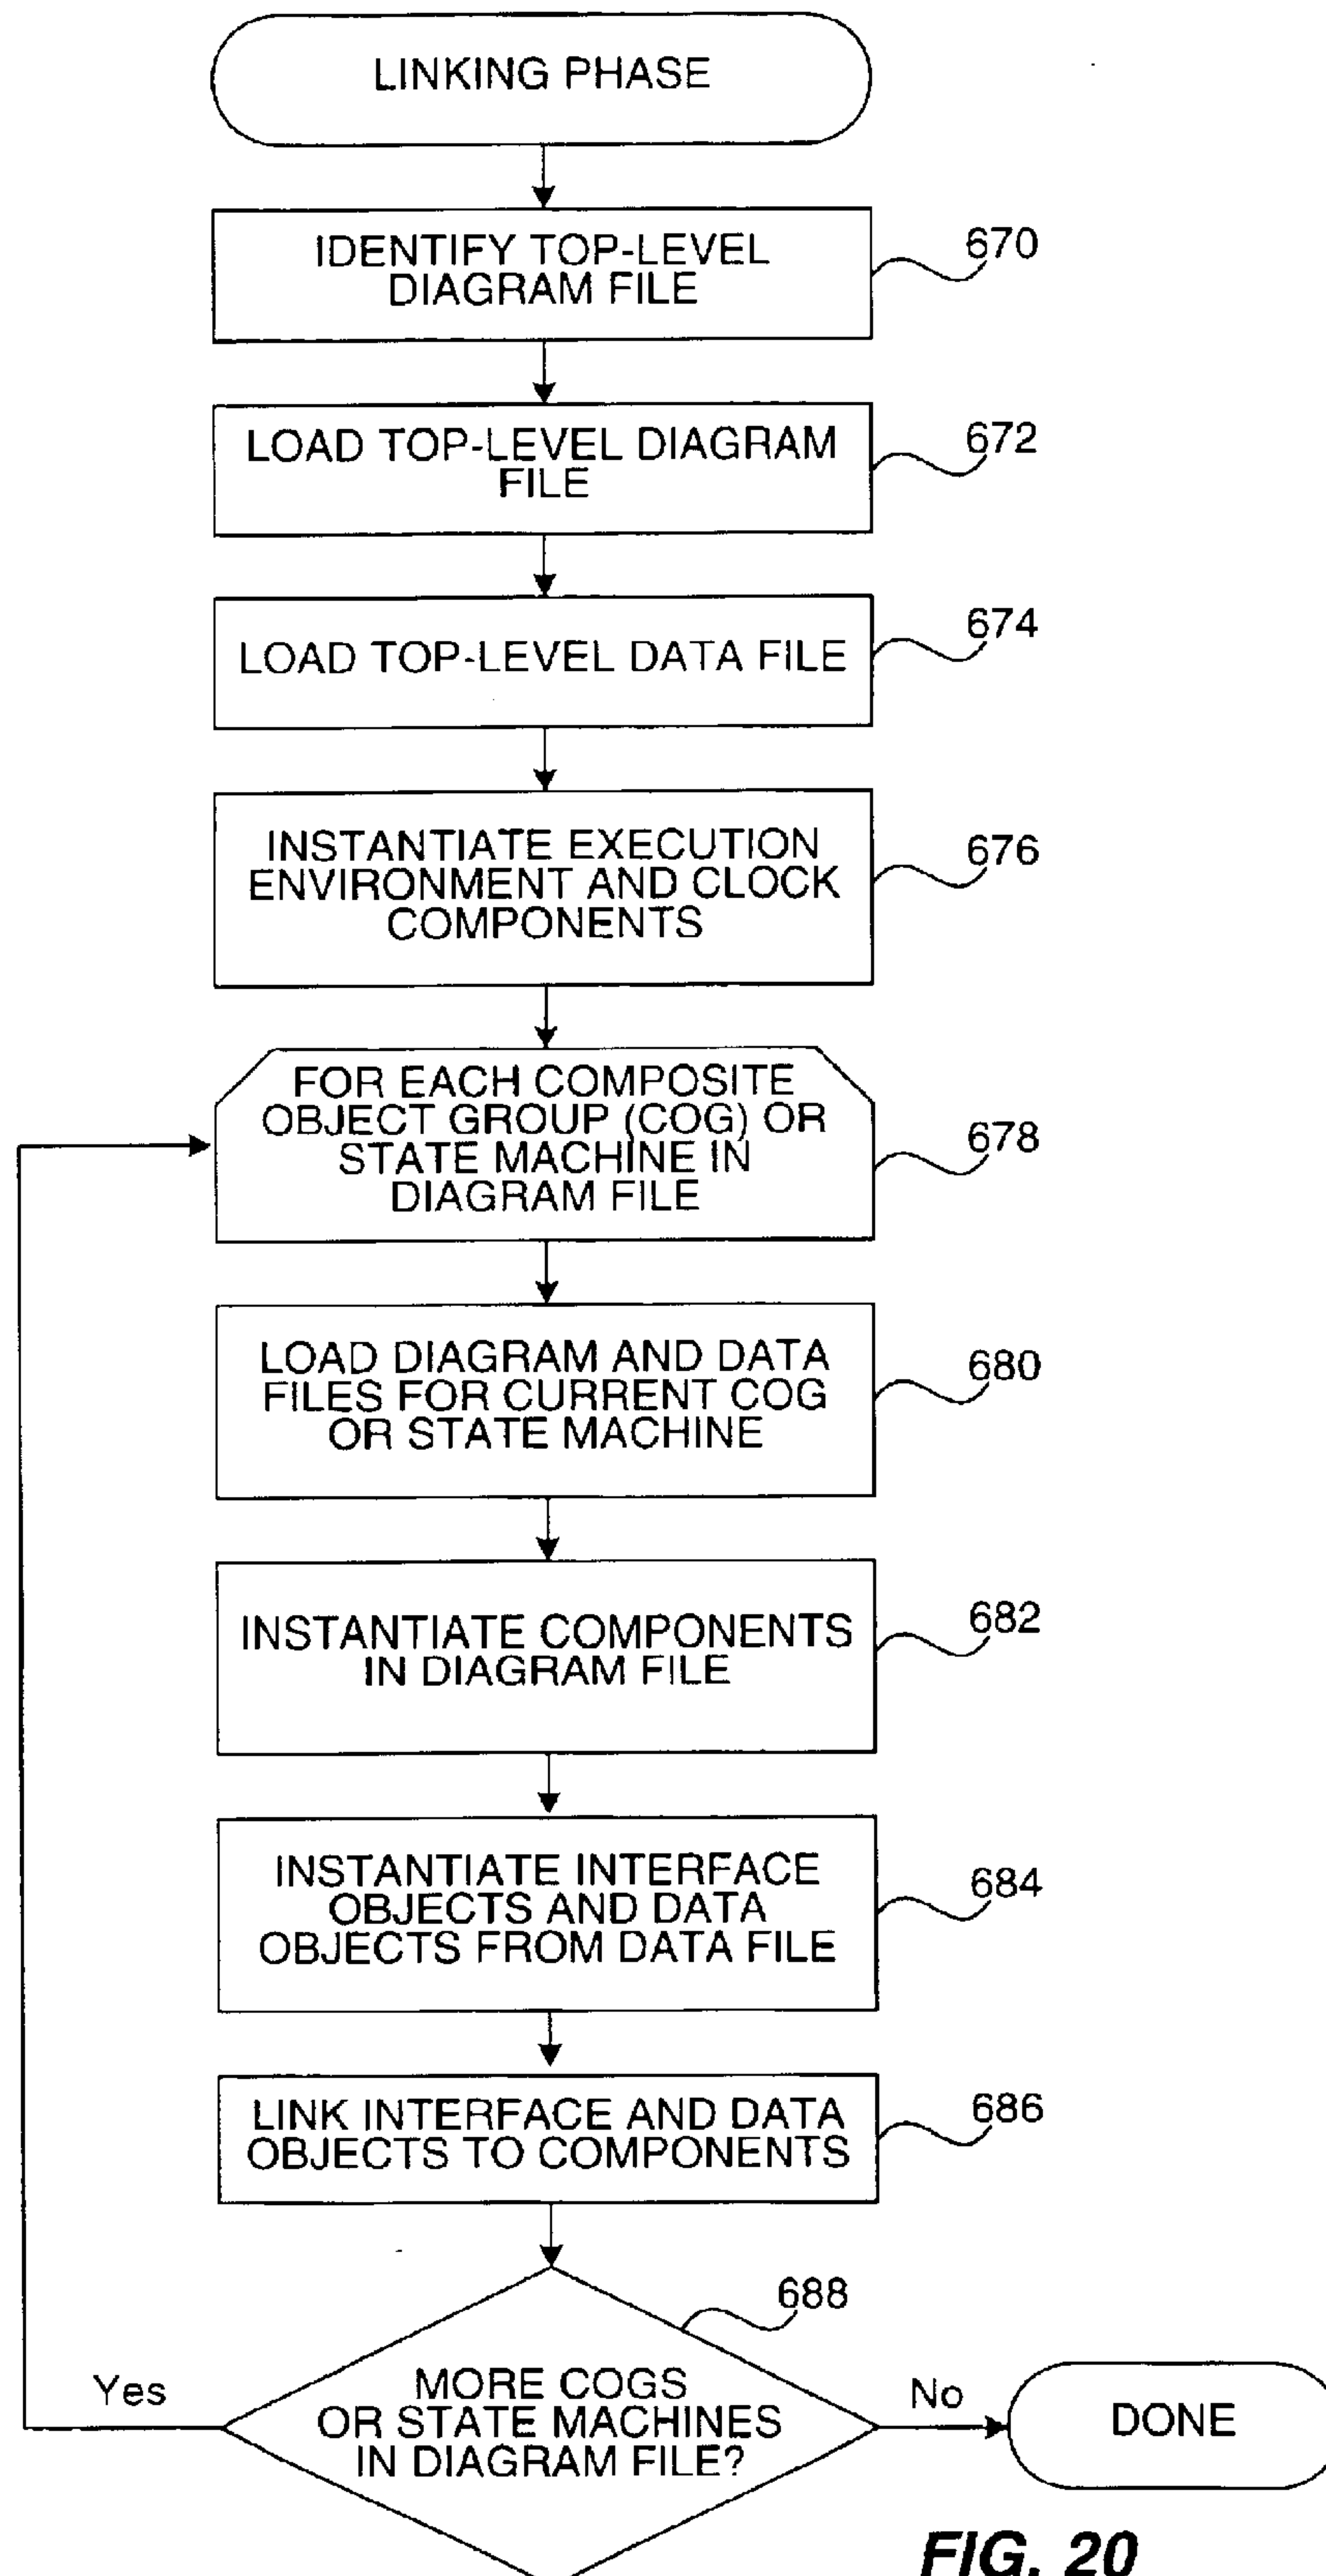 LINKING PHASE
IDENTIFY TOP-LEVEL
DIAGRAM FILE
670
LOAD TOP-LEVEL DIAGRAM
FILE
672
LOAD TOP-LEVEL DATA FILE
674
INSTANTIATE EXECUTION
ENVIRONMENT AND CLOCK
COMPONENTS
676
FOR EACH COMPOSITE
OBJECT GROUP (COG) OR
STATE MACHINE IN
DIAGRAM FILE
678
LOAD DIAGRAM AND DATA
FILES FOR CURRENT COG
OR STATE MACHINE
680
INSTANTIATE COMPONENTS
IN DIAGRAM FILE
682
INSTANTIATE INTERFACE
OBJECTS AND DATA
OBJECTS FROM DATA FILE
684
LINK INTERFACE AND DATA
OBJECTS TO COMPONENTS
686
688
MORE COGS
OR STATE MACHINES
IN DIAGRAM FILE?
Yes
No
DONE
FIG. 20